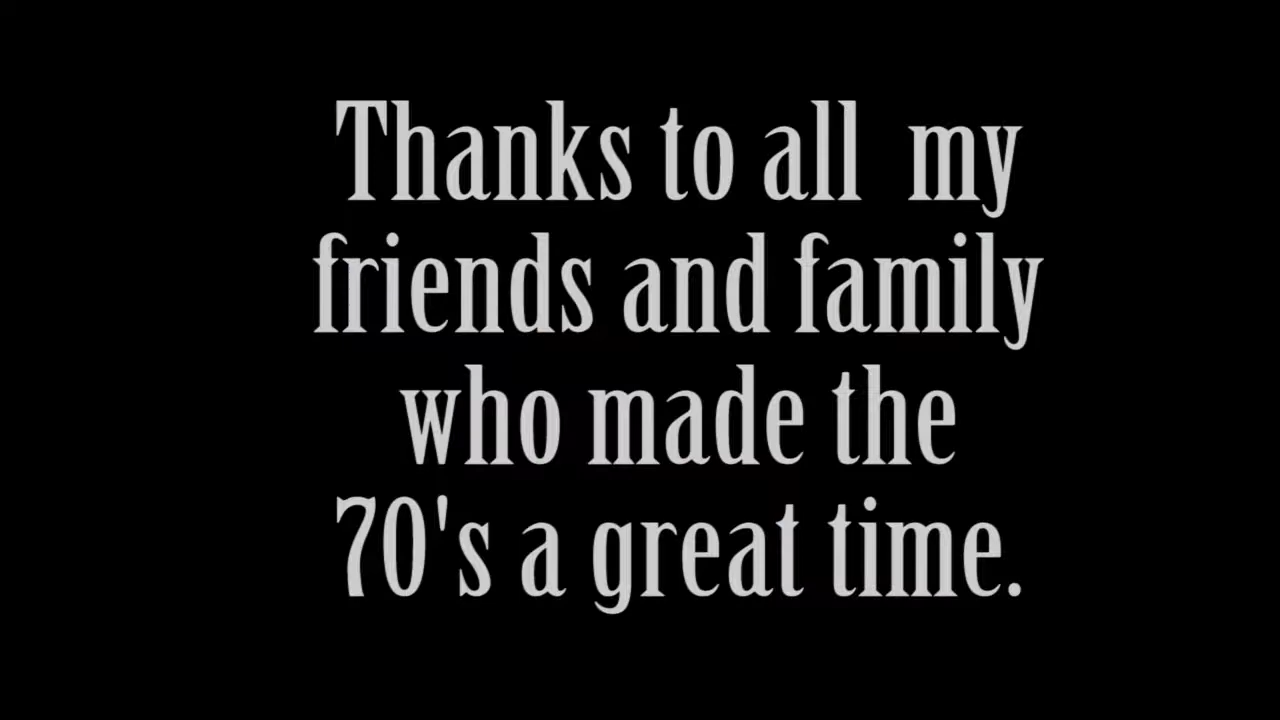 Thanks to all  my
friends and family
who made the
70's a great time.